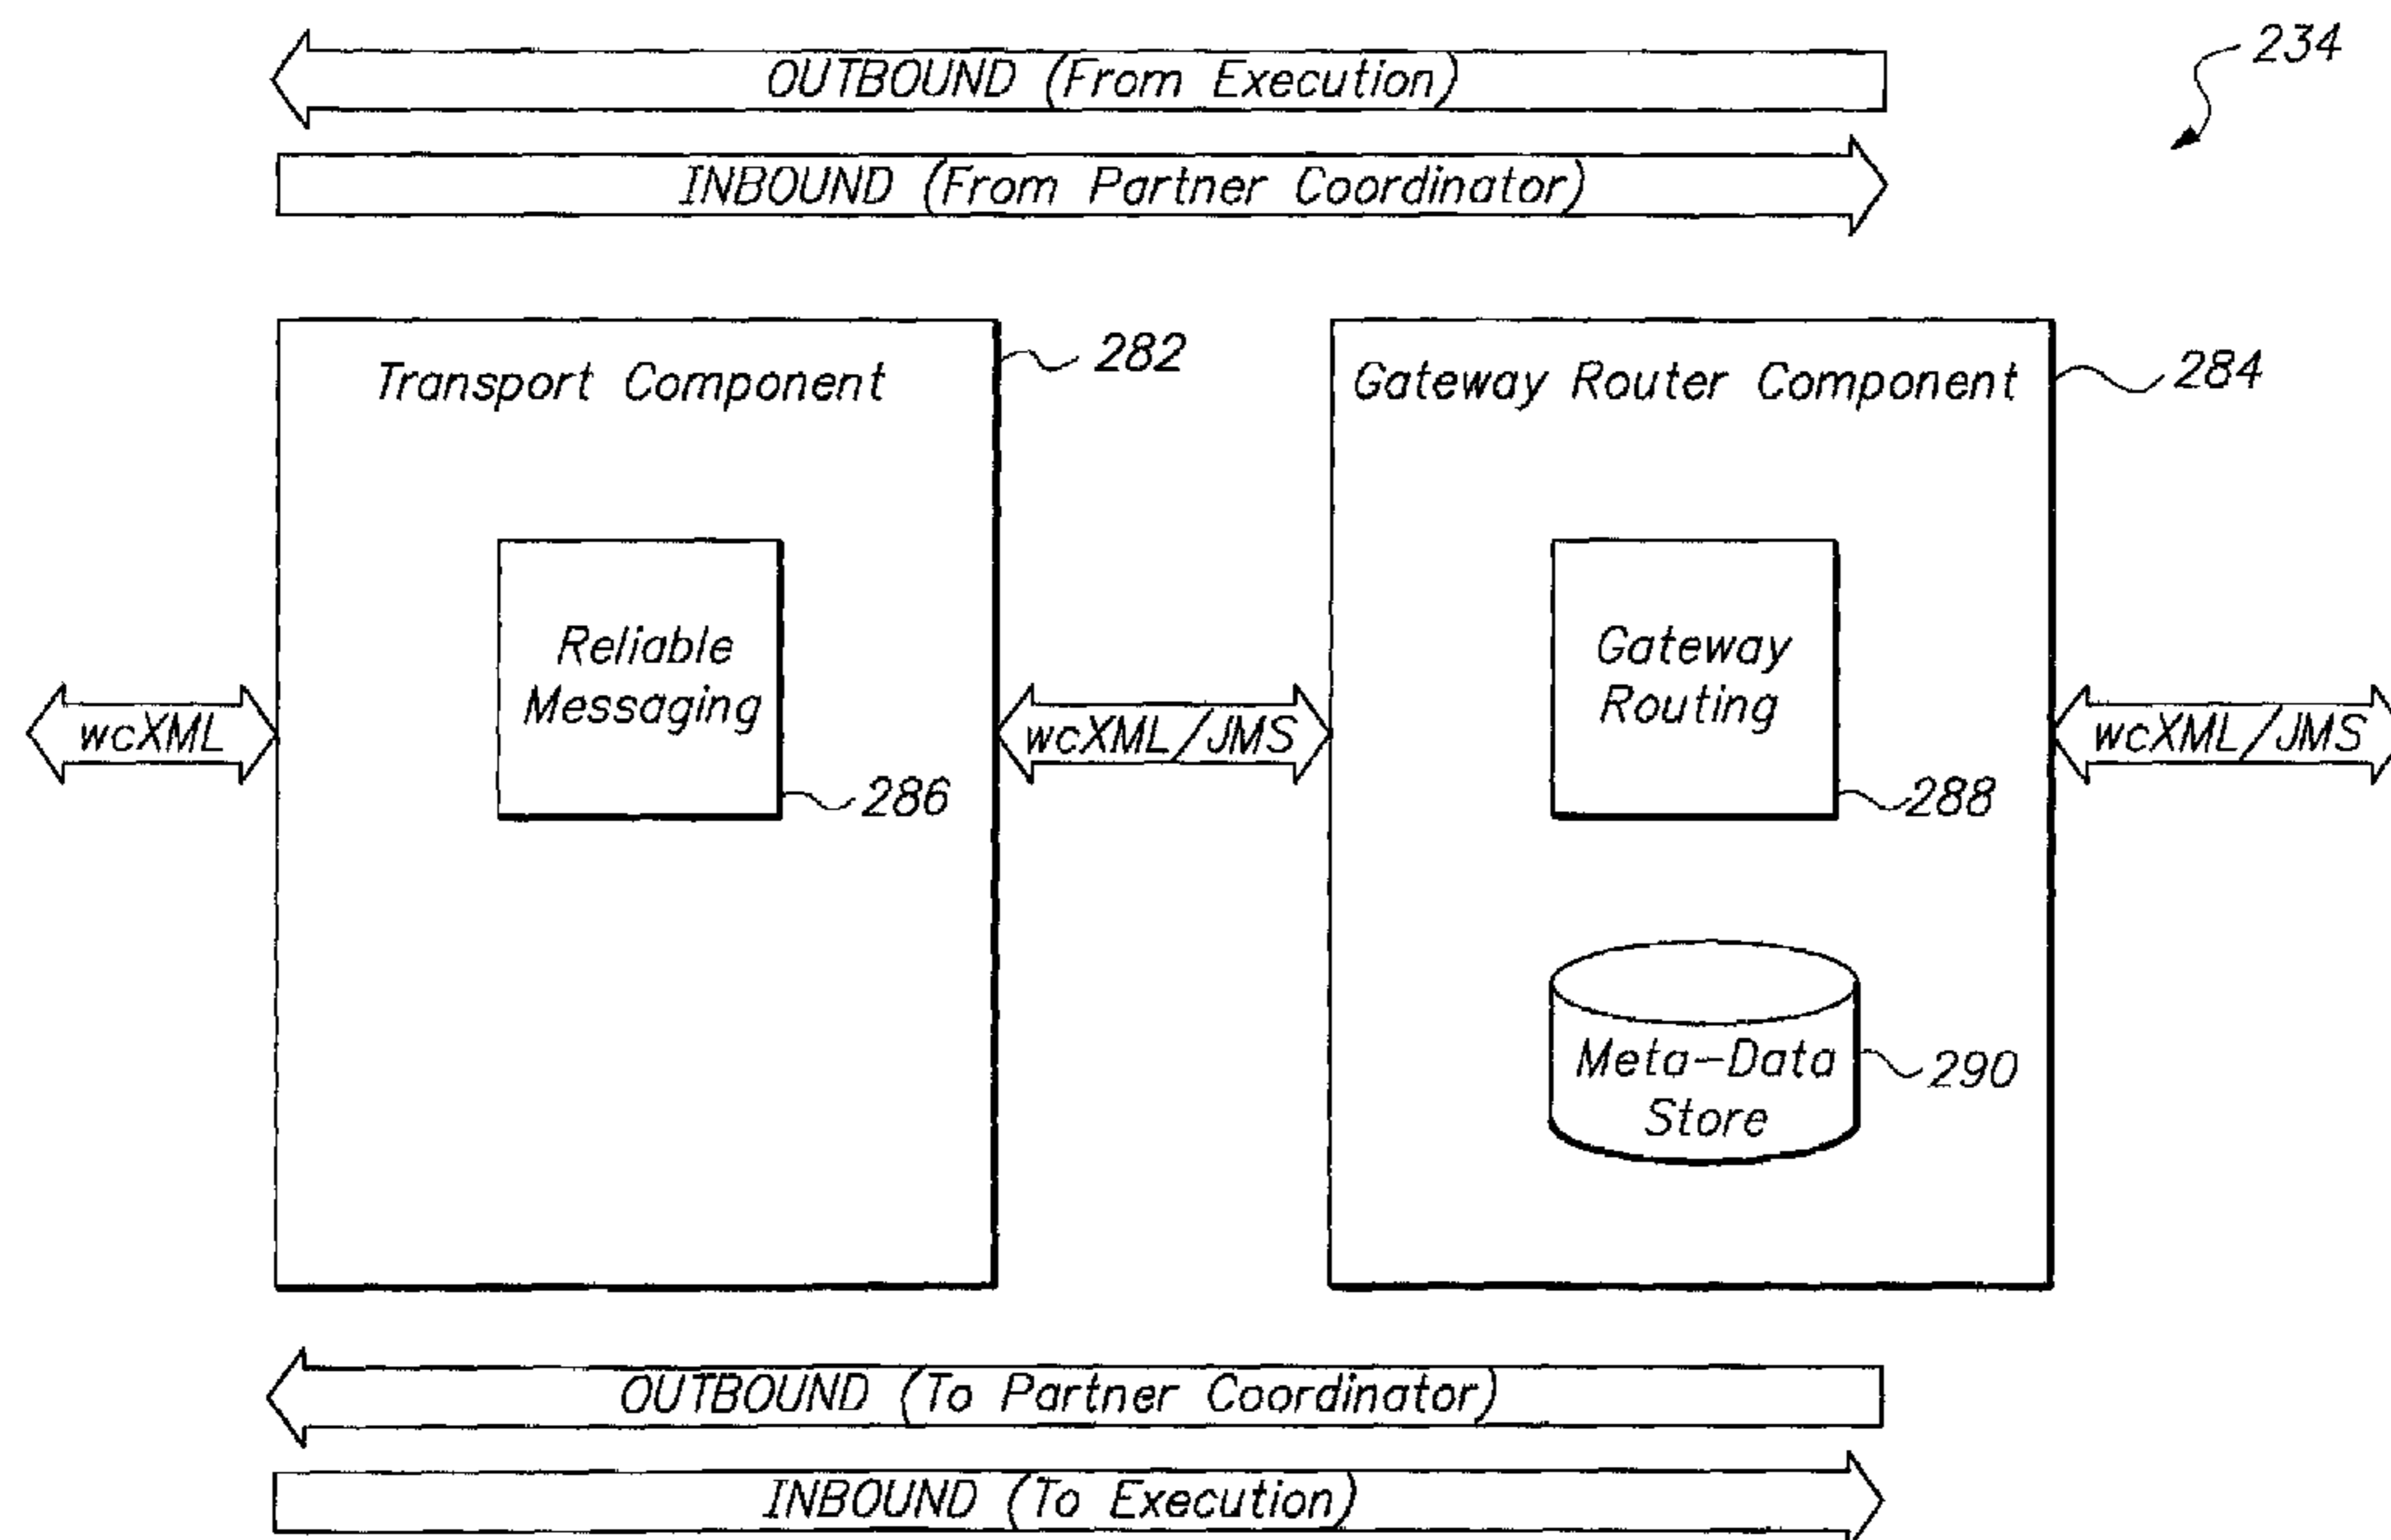 OUTBOUND (From Execution)
234
INBOUND (From Partner Coordinator)
Transport Component
282
Gateway Router Component
284
Reliable
Messaging
286
Gateway
Routing
288
wcXML
wcXML/JMS
wcXML/JMS
Meta-Data
Store
290
OUTBOUND (To Partner Coordinator)
INBOUND (To Execution)